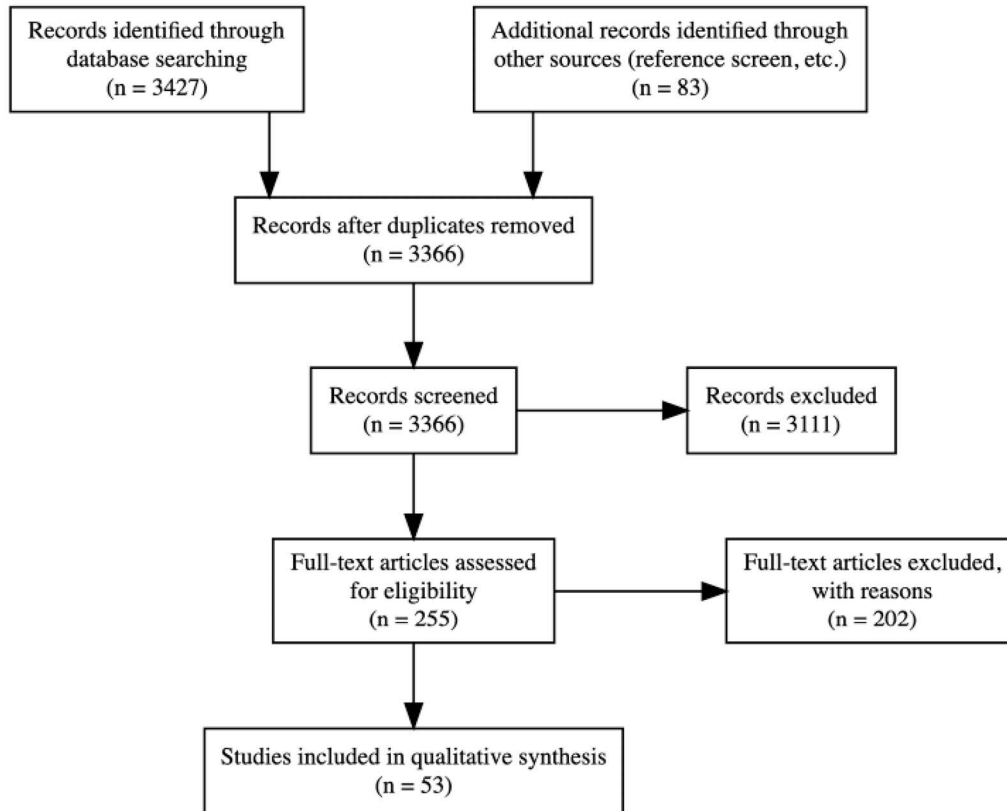 Records identified through
database searching
(n = 3427)
Additional records identified through
other sources (reference screen, etc.)
(n = 83)
Records after duplicates removed
(n = 3366)
Records screened
(n = 3366)
Records excluded
(n = 3111)
Full-text articles assessed
for eligibility
(n = 255)
Full-text articles excluded,
with reasons
(n = 202)
Studies included in qualitative synthesis
(n = 53)